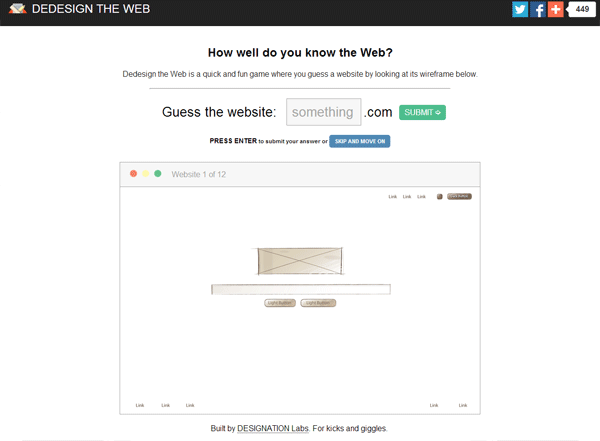 DEDESIGN THE WEB
449
How well do you know the Web?
Dedesign the Web is a quick and fun game where you guess a website by looking at its wireframe below.
Guess the website: something .com SUBMIT
PRESS ENTER to submit your answer or SKIP AND MOVE ON
Website 1 of 12
Link Link Link
Link Link Link Link Link
Built by DESIGNATION Labs. For kicks and giggles.